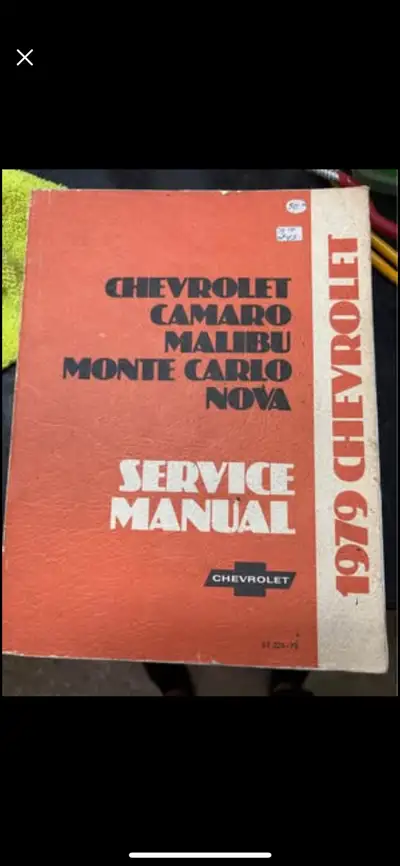 CHEVROLET
CAMARO
MALIBU
MONTE CARLO
NOVA
SERVICE
MANUAL
CHEVROLET
1979 CHEVROLET